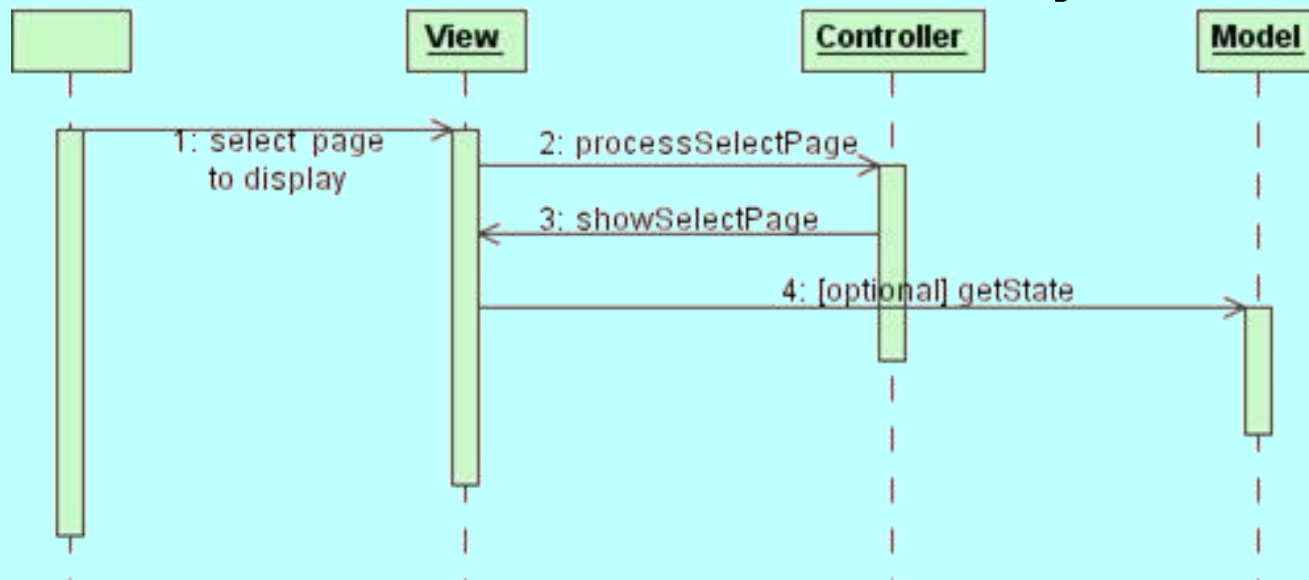 View
Controller
Model
1: select page
to display
2: processSelectPage
3: showSelectPage
4: [optional] getState